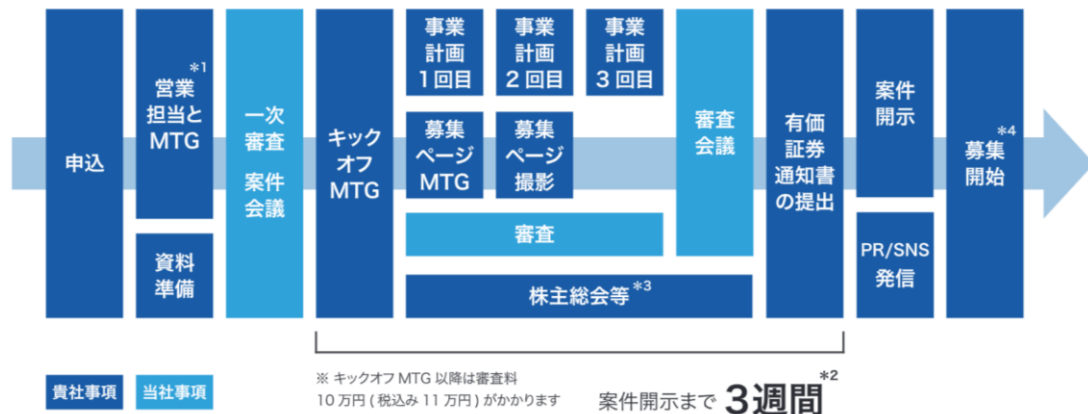 申込
営業
担当と*1
MTG
資料
準備
一次
審査
案件
会議
キック
オフ
MTG
事業
計画
1回目
事業
計画
2回目
事業
計画
3回目
募集
ページ
MTG
募集
ページ
撮影
審査
株主総会等*3
審査
会議
有価
証券
通知書
の提出
案件
開示
PR/SNS
発信
募集*4
開始
貴社事項
当社事項
※ キックオフ MTG 以降は審査料
10 万円 ( 税込み 11 万円 ) がかかります
案件開示まで 3週間*2